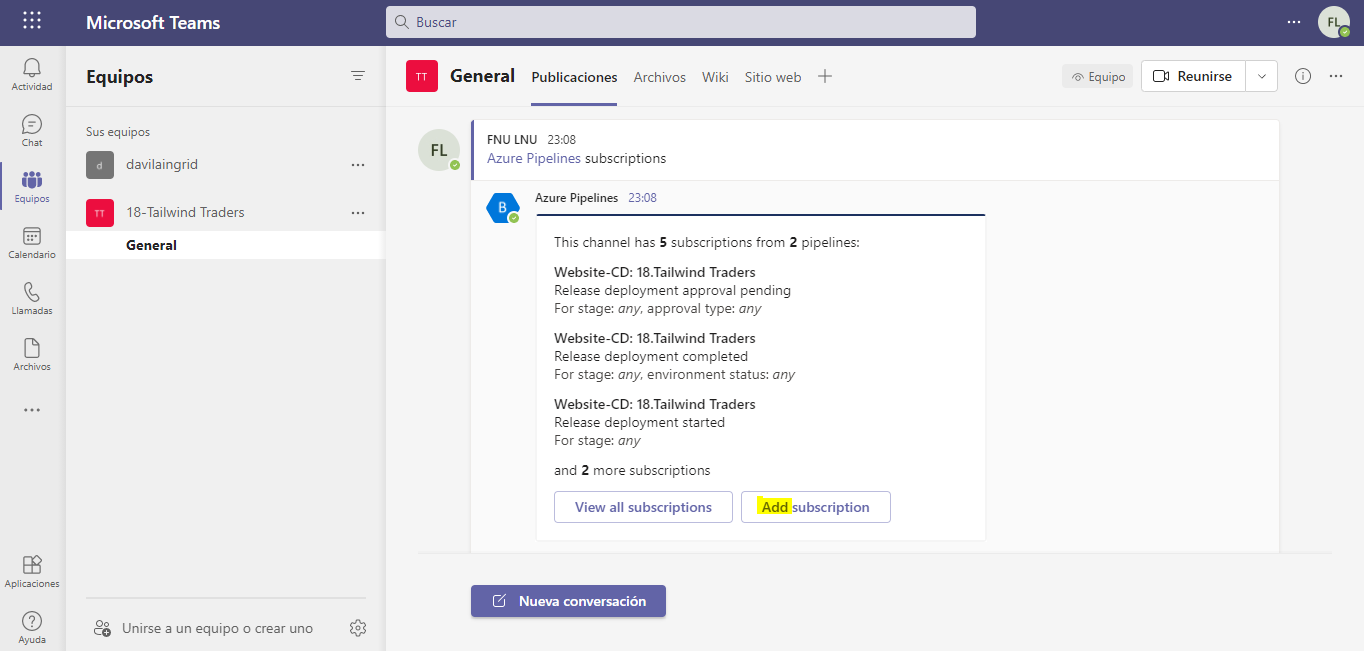 Microsoft Teams
Buscar
FL
Actividad
Chat
Equipos
Calendario
Llamadas
Archivos
Aplicaciones
Ayuda
Equipos
Sus equipos
d davilaingrid
TT 18-Tailwind Traders
General
Unirse a un equipo o crear uno
TT General Publicaciones Archivos Wiki Sitio web
Equipo Reunirse
FL
FNU LNU 23:08
Azure Pipelines subscriptions
B
Azure Pipelines 23:08
This channel has 5 subscriptions from 2 pipelines:
Website-CD: 18.Tailwind Traders
Release deployment approval pending
For stage: any, approval type: any
Website-CD: 18.Tailwind Traders
Release deployment completed
For stage: any, environment status: any
Website-CD: 18.Tailwind Traders
Release deployment started
For stage: any
and 2 more subscriptions
View all subscriptions Add subscription
Nueva conversación